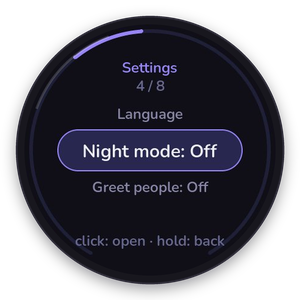 Settings
4 / 8
Language
Night mode: Off
Greet people: Off
click: open · hold: back